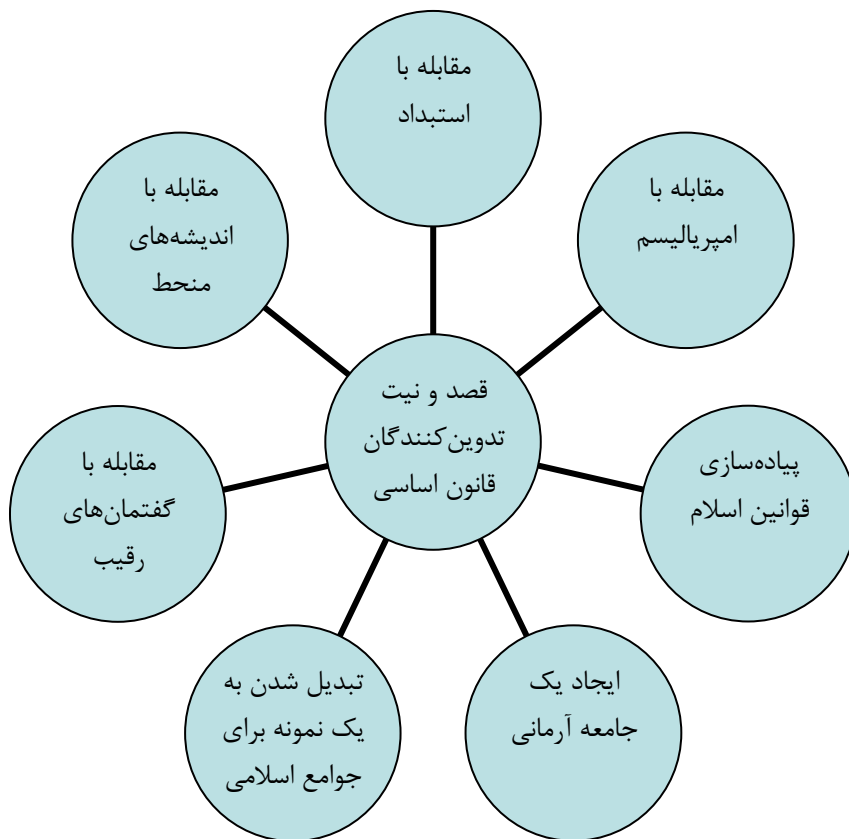 مقابله با
استبداد
مقابله با
امپریالیسم
پیاده‌سازی
قوانین اسلام
ایجاد یک
جامعه آرمانی
تبدیل شدن به
یک نمونه برای
جوامع اسلامی
مقابله با
گفتمان‌های
رقیب
مقابله با
اندیشه‌های
منحط
قصد و نیت
تدوین‌کنندگان
قانون اساسی